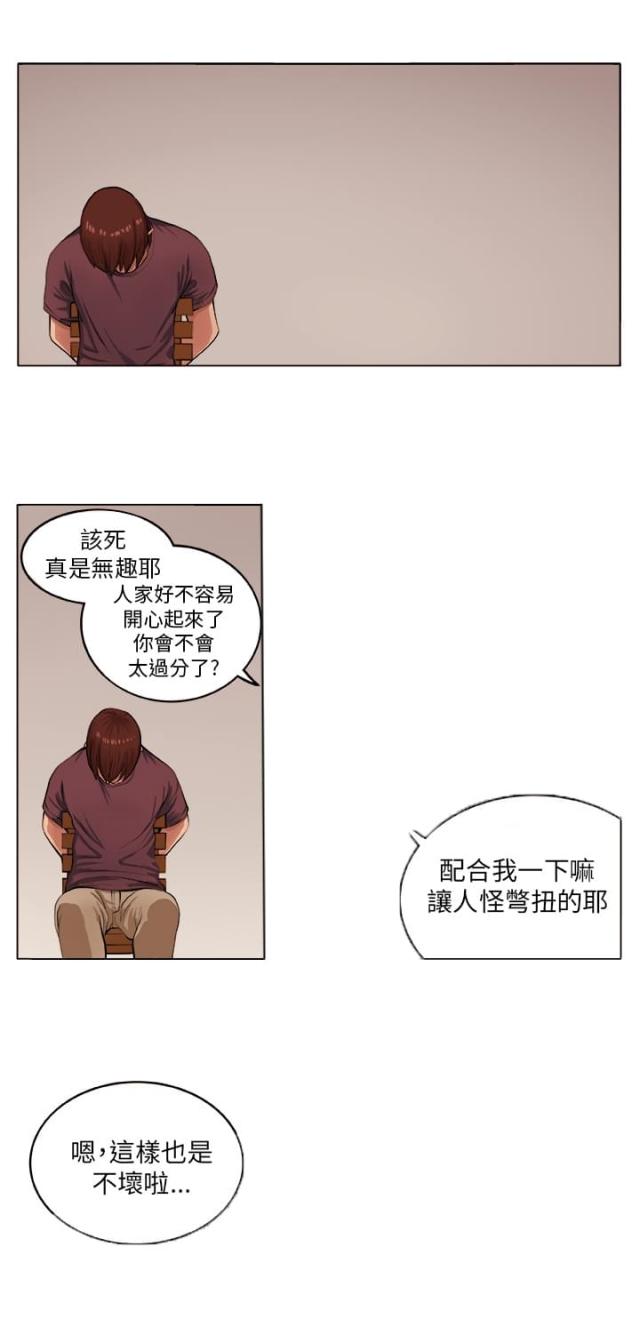 該死
真是無趣耶
人家好不容易
開心起來了
你會不會
太過分了?
配合我一下嘛
讓人怪彆扭的耶
嗯，這樣也是
不壞啦...